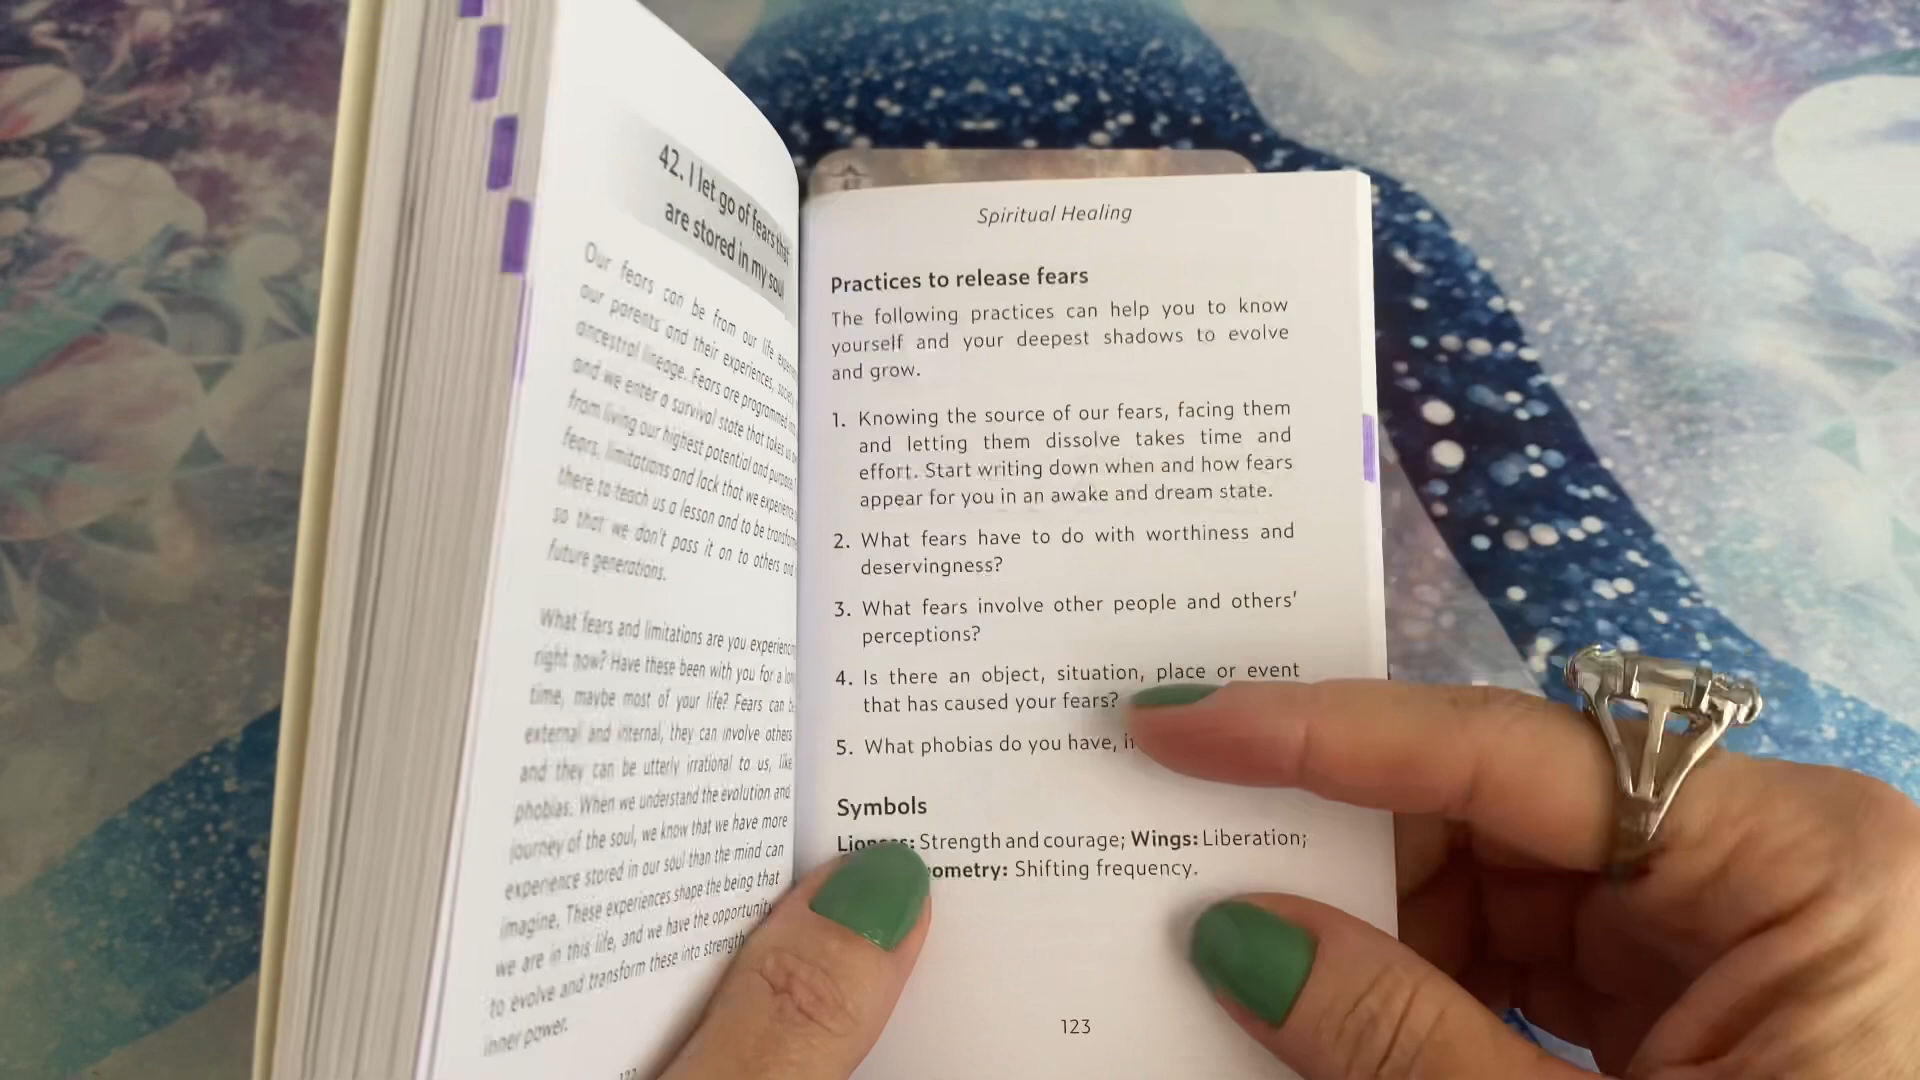 42. I let go of fears that
are stored in my soul
Our fears can be from our life
our parents and their experiences, society
ancestral lineage. Fears are programmed
and we enter a survival state that takes us
from living our highest potential and purpose.
fears, limitations and lack that we experience
there to teach us a lesson and to be
so that we don't pass it on to others and
future generations.
What fears and limitations are you experiencing
right now? Have these been with you for a
time, maybe most of your life? Fears can
external and internal, they can involve others
and they can be utterly irrational to us, like
phobias. When we understand the evolution and
journey of the soul, we know that we have more
experience stored in our soul than the mind can
imagine. These experiences shape the being that
we are in this life, and we have the opportunity
to evolve and transform these into strength
inner power.
Spiritual Healing
Practices to release fears
The following practices can help you to know
yourself and your deepest shadows to evolve
and grow.
1. Knowing the source of our fears, facing them
and letting them dissolve takes time and
effort. Start writing down when and how fears
appear for you in an awake and dream state.
2. What fears have to do with worthiness and
deservingness?
3. What fears involve other people and others'
perceptions?
4. Is there an object, situation, place or event
that has caused your fears?
5. What phobias do you have,
Symbols
Lioness: Strength and courage; Wings: Liberation;
Shifting frequency.
123